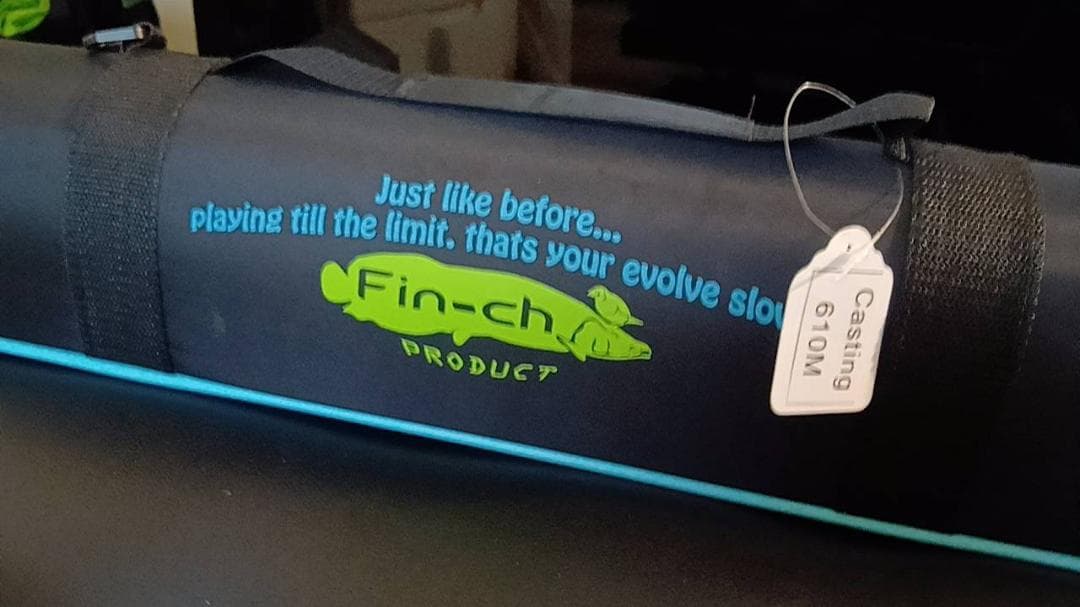 Just like before...
playing till the limit. thats your evolve
Fin-ch
PRODUCT
Casting
610M